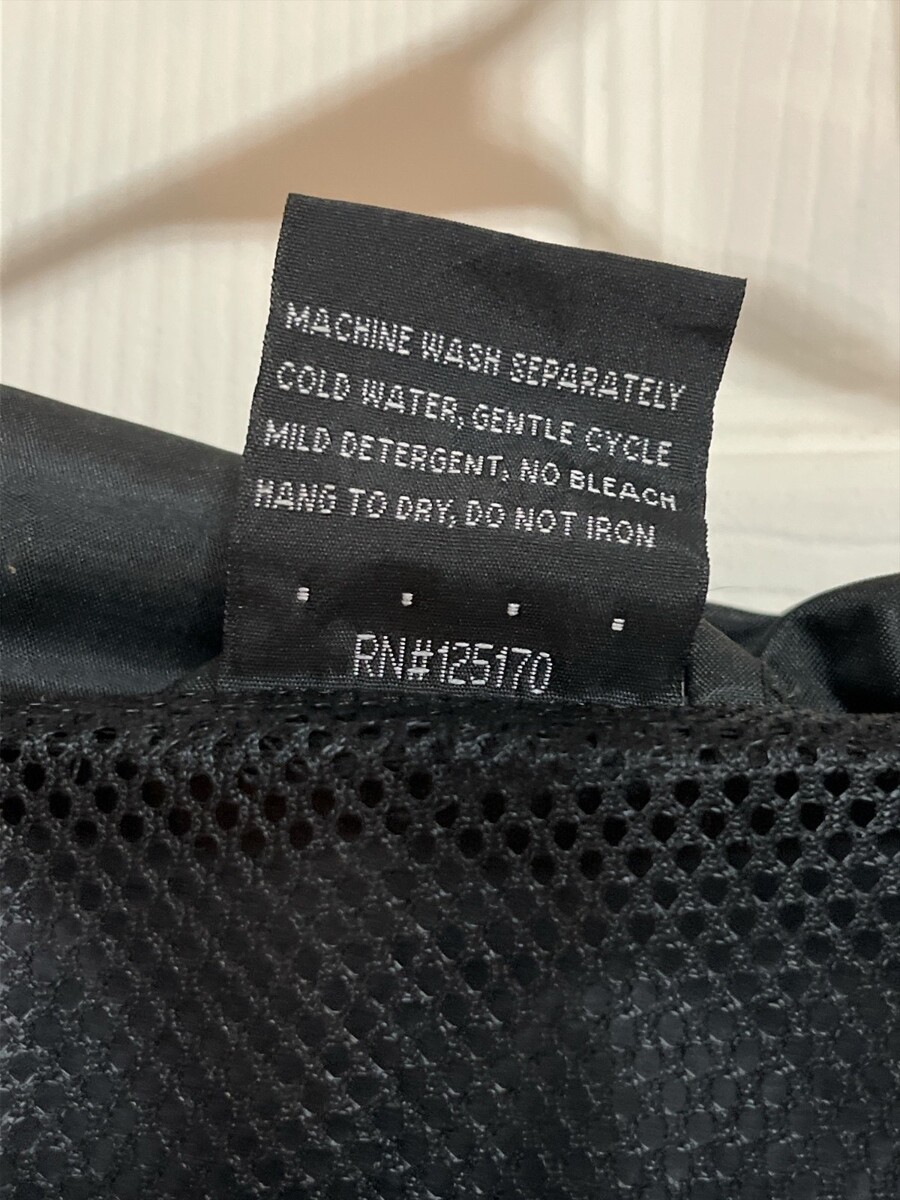 MACHINE WASH SEPARATELY
COLD WATER, GENTLE CYCLE
MILD DETERGENT, NO BLEACH
HANG TO DRY, DO NOT IRON
RN#125170